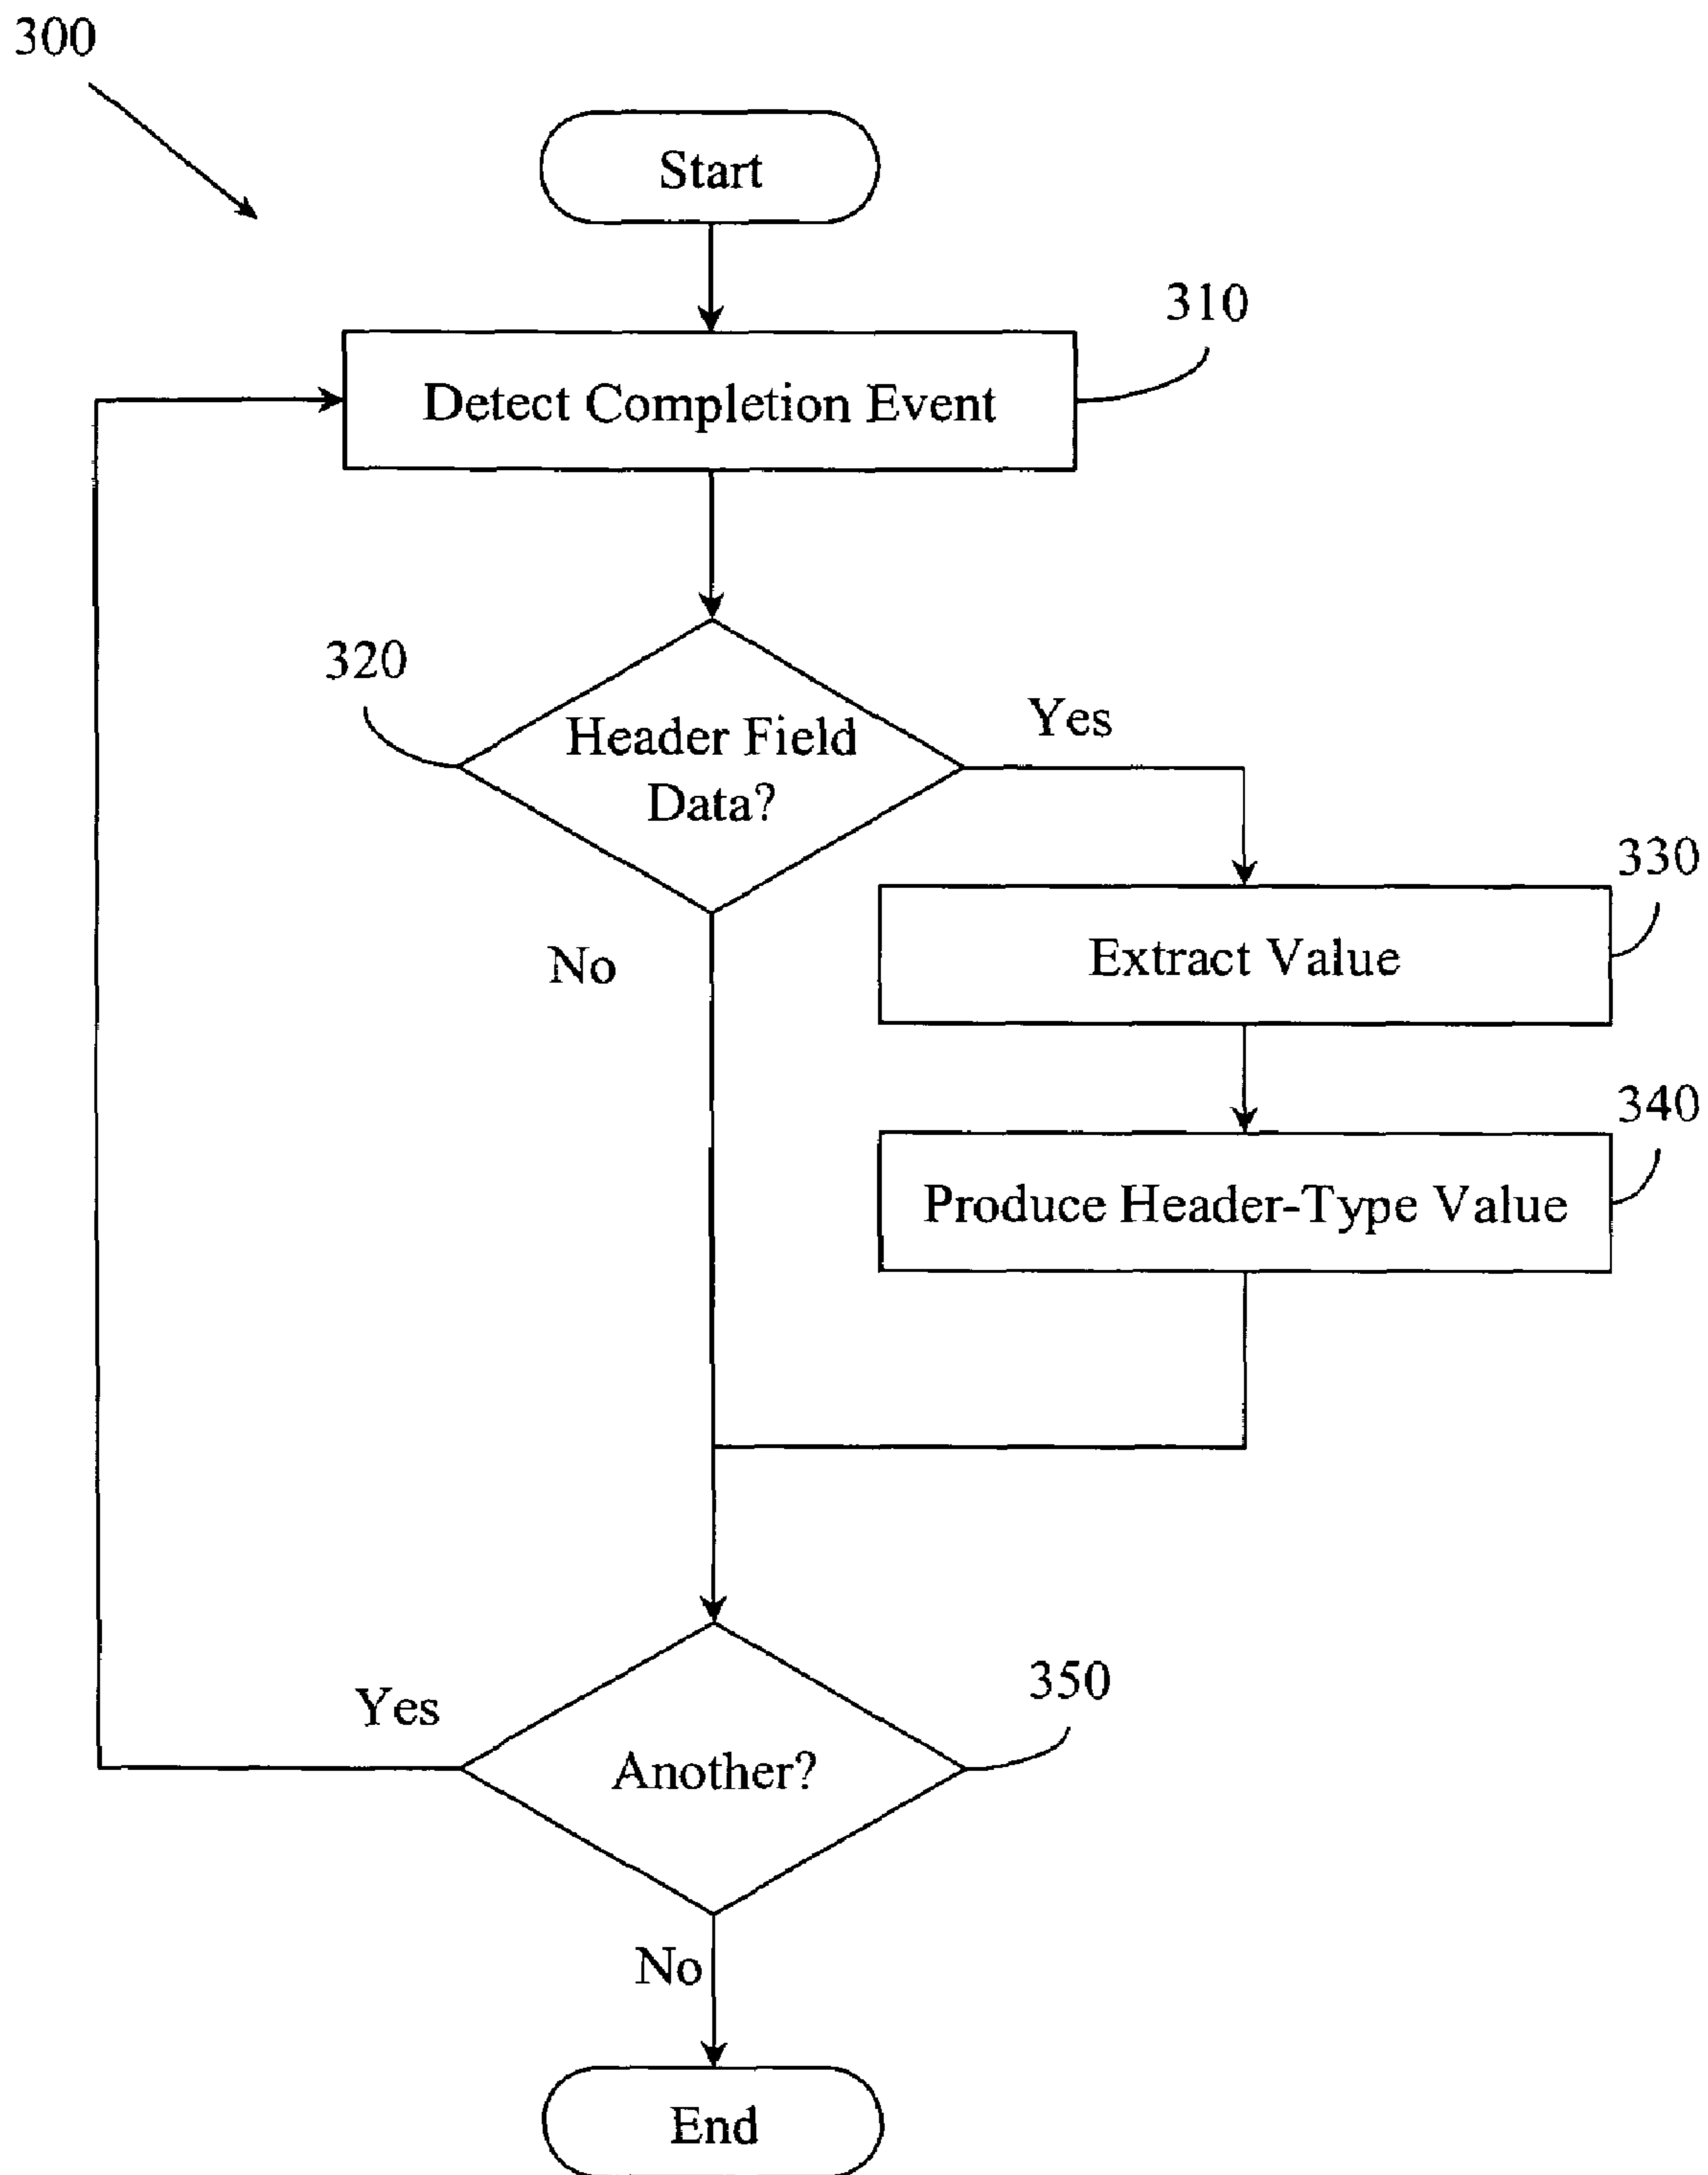 300
Start
310
Detect Completion Event
320
Header Field
Data?
Yes
No
330
Extract Value
340
Produce Header-Type Value
350
Yes
Another?
No
End